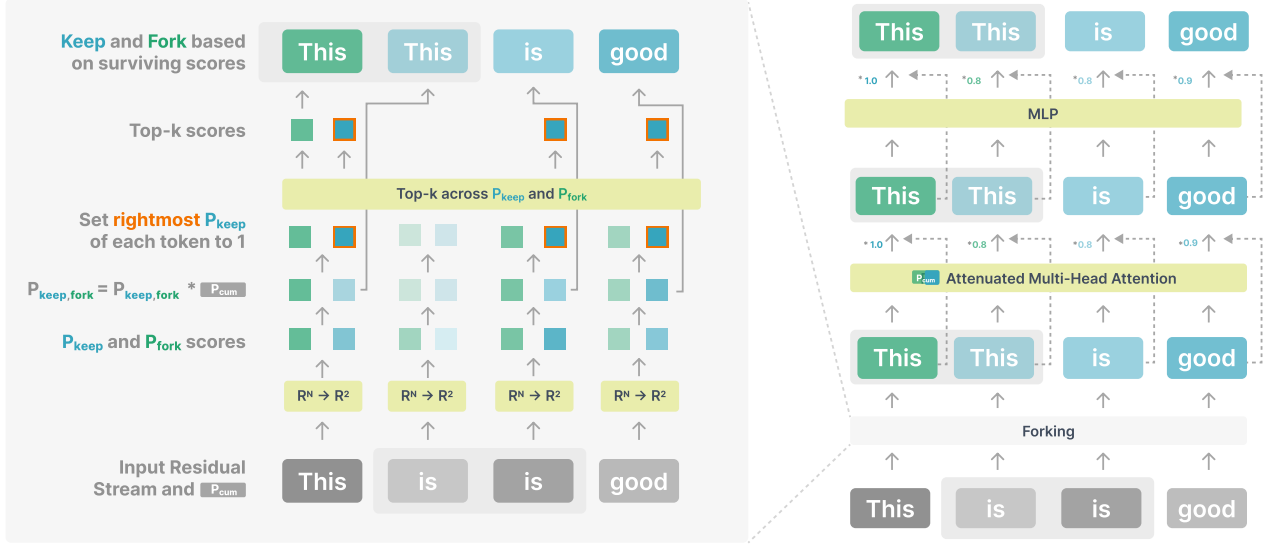 Keep and Fork based
on surviving scores
This This is good
Top-k scores
Top-k across Pkeep and Pfork
Set rightmost Pkeep
of each token to 1
Pkeep,fork = Pkeep,fork * Pcum
Pkeep and Pfork scores
Rᴺ → R² Rᴺ → R² Rᴺ → R² Rᴺ → R²
Input Residual
Stream and Pcum
This is is good
This This is good
*1.0 *0.8 *0.8 *0.9
MLP
This This is good
*1.0 *0.8 *0.8 *0.9
Pcum Attenuated Multi-Head Attention
This This is good
Forking
This is is good